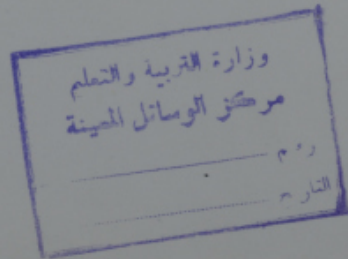 وزارة التربية والتعليم
مركز الوسائل المعينة
رقم
التاريخ